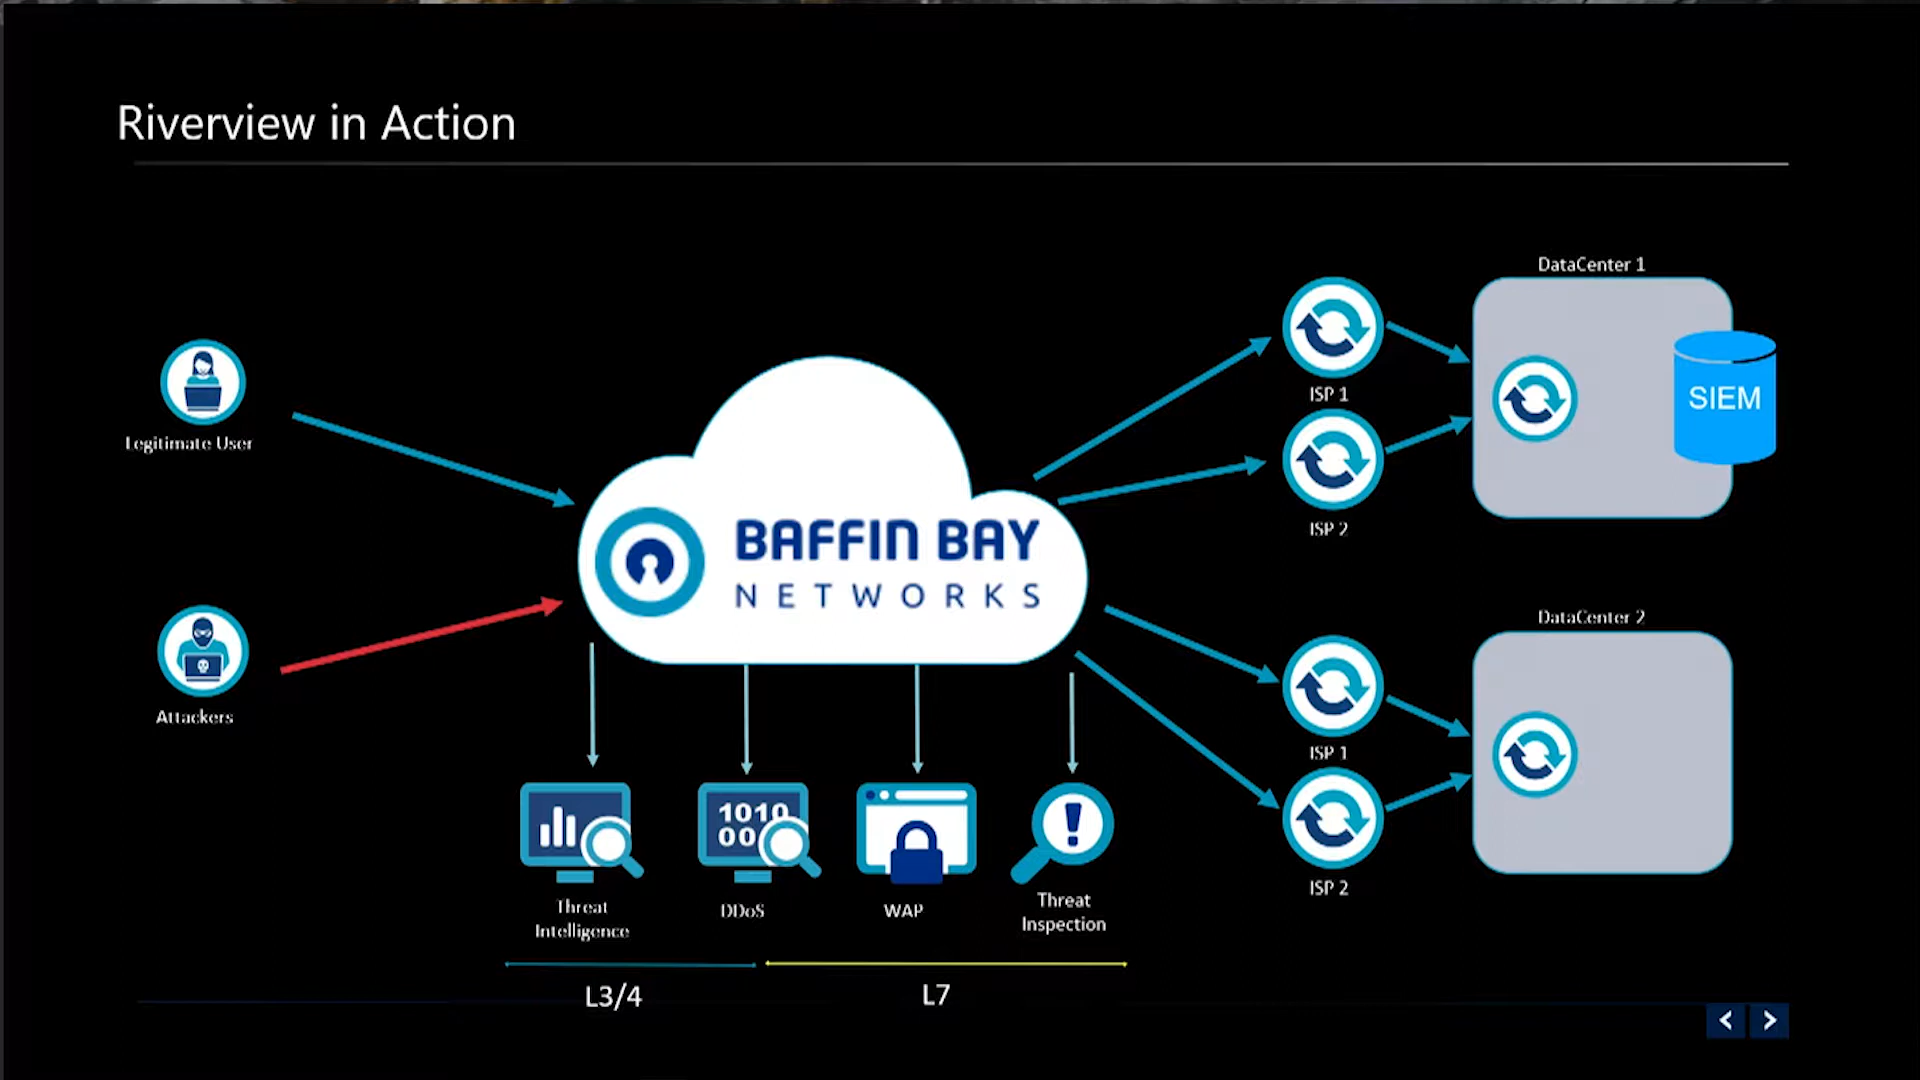 Riverview in Action
Legitimate User
Attackers
BAFFIN BAY
NETWORKS
1010
00
Threat
Intelligence
DDoS
WAP
Threat
Inspection
L3/4
L7
ISP 1
ISP 2
DataCenter 1
SIEM
ISP 1
ISP 2
DataCenter 2